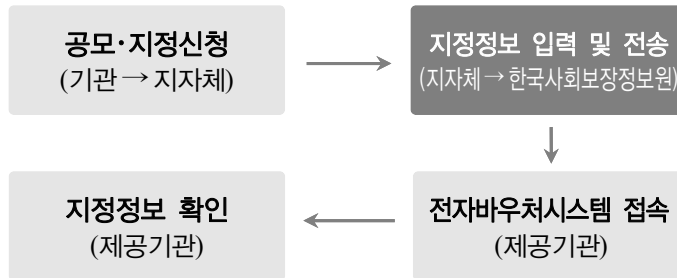 공모·지정신청
(기관 → 지자체)
지정정보 입력 및 전송
(지자체 → 한국사회보장정보원)
전자바우처시스템 접속
(제공기관)
지정정보 확인
(제공기관)